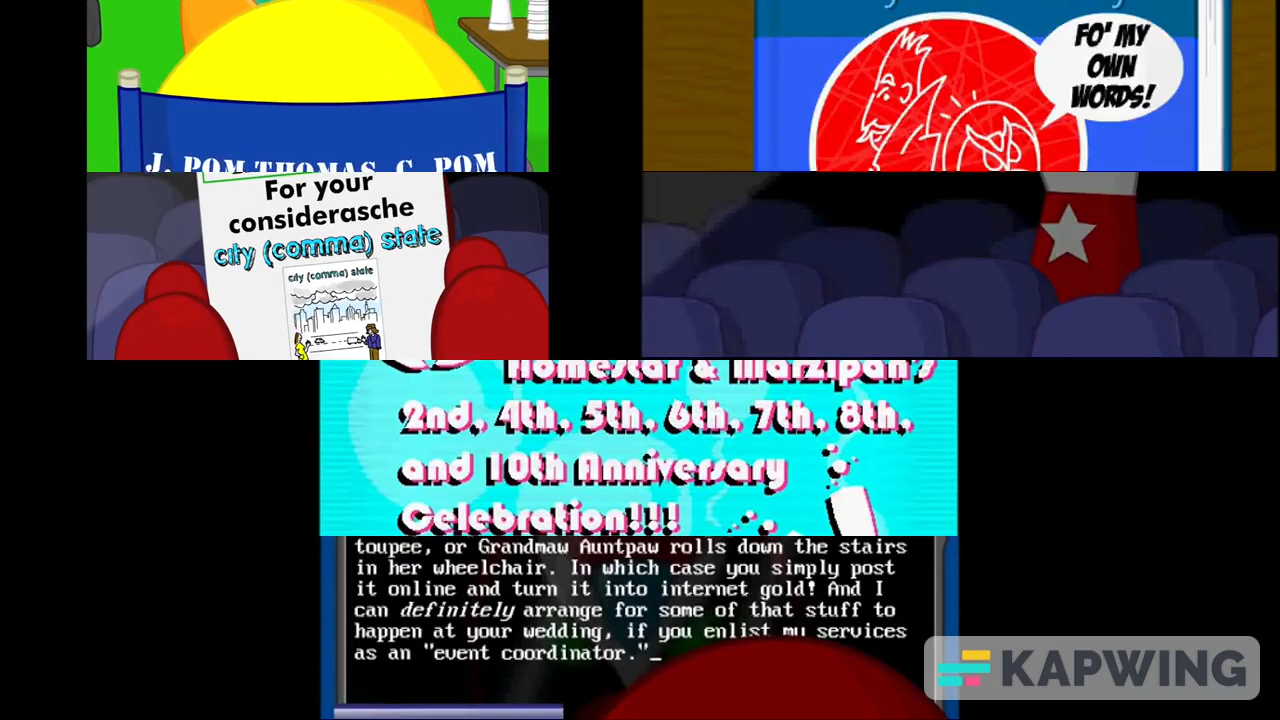 FO' MY
OWN
WORDS!
J. POM THOMAS, C. POM
For your
considerasche
city (comma) state
city (comma) state
Homestar & Marzipan's
2nd, 4th, 5th, 6th, 7th, 8th,
and 10th Anniversary
Celebration!!!
toupee, or Grandmaw Auntpaw rolls down the stairs
in her wheelchair. In which case you simply post
it online and turn it into internet gold! And I
can definitely arrange for some of that stuff to
happen at your wedding, if you enlist my services
as an "event coordinator."_
KAPWING